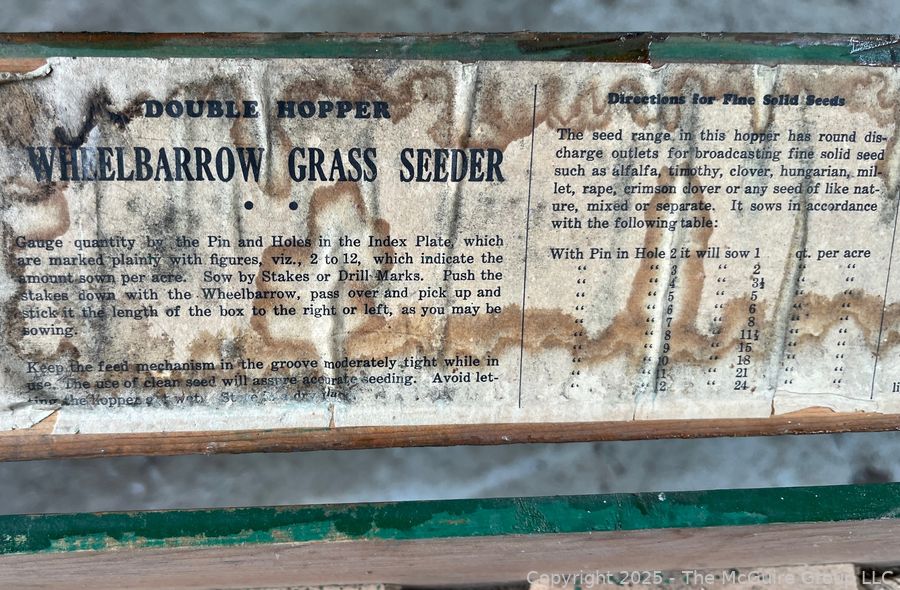 DOUBLE HOPPER
WHEELBARROW GRASS SEEDER
Gauge quantity by the Pin and Holes in the Index Plate, which
are marked plainly with figures, viz., 2 to 12, which indicate the
amount sown per acre. Sow by Stakes or Drill Marks. Push the
stakes down with the Wheelbarrow, pass over and pick up and
stick it the length of the box to the right or left, as you may be
sowing.
Keep the feed mechanism in the groove moderately tight while in
use. The use of clean seed will assure accurate seeding. Avoid let-
the hopper
Directions for Fine Solid Seeds
The seed range in this hopper has round dis-
charge outlets for broadcasting fine solid seed
such as alfalfa, timothy, clover, hungarian, mil-
let, rape, crimson clover or any seed of like nat-
ure, mixed or separate. It sows in accordance
with the following table:
With Pin in Hole 2 it will sow 1 qt. per acre
“ “ 3 “ 2 “ “
“ “ 4 “ 3½ “ “
“ “ 5 “ 5 “ “
“ “ 6 “ 6 “ “
“ “ 7 “ 8 “ “
“ “ 8 “ 11½ “ “
“ “ 9 “ 15 “ “
“ “ 10 “ 18 “ “
“ “ 11 “ 21 “ “
“ “ 12 “ 24 “ “
li
Copyright 2025 - The McGuire Group LLC